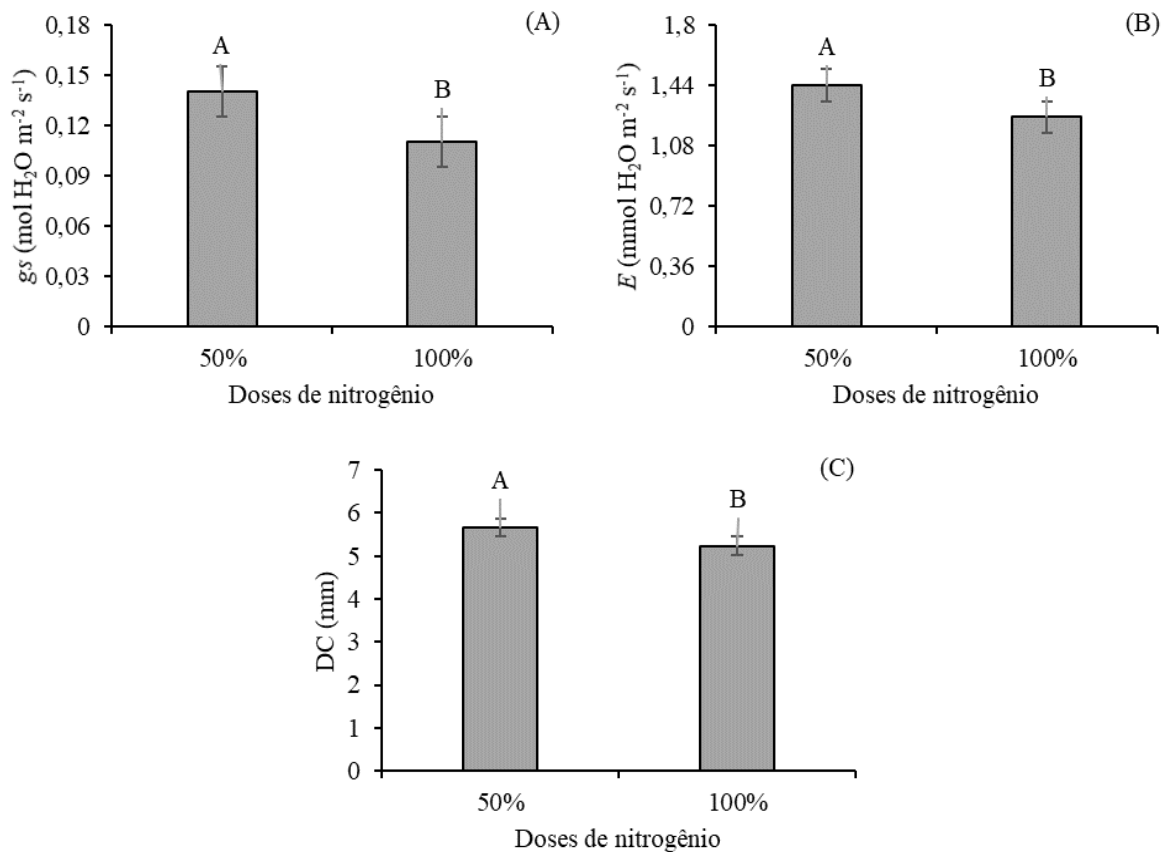 (A)
gs (mol H₂O m⁻² s⁻¹)
0,18
0,15
0,12
0,09
0,06
0,03
0
A
B
50%
100%
Doses de nitrogênio
(B)
E (mmol H₂O m⁻² s⁻¹)
1,8
1,44
1,08
0,72
0,36
0
A
B
50%
100%
Doses de nitrogênio
(C)
DC (mm)
7
6
5
4
3
2
1
0
A
B
50%
100%
Doses de nitrogênio